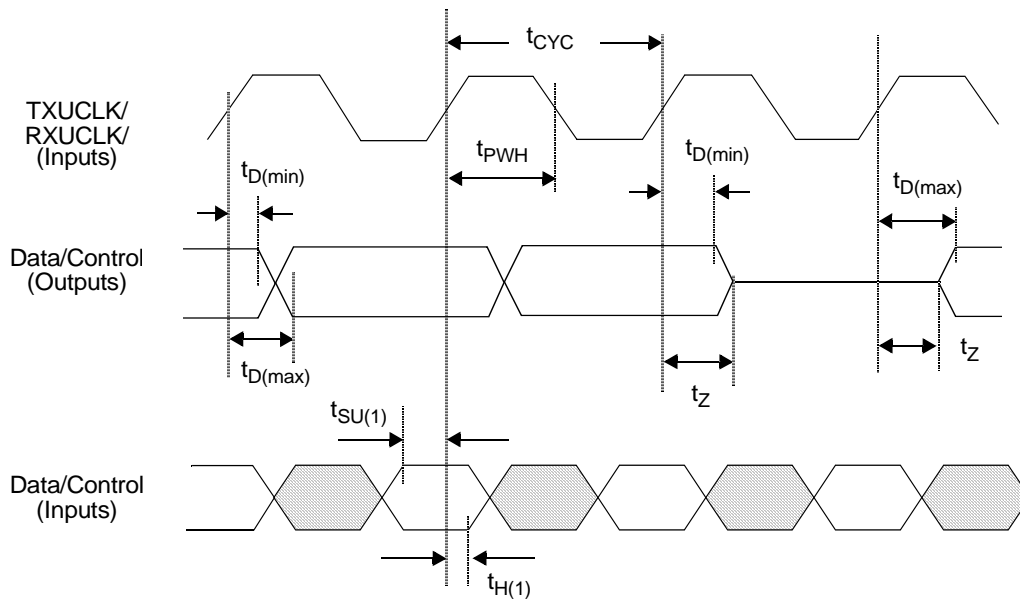 tCYC
TXUCLK/
RXUCLK/
(Inputs)
tPWH
tD(min)
tD(min)
tD(max)
Data/Control
(Outputs)
tD(max)
tZ
tZ
tSU(1)
Data/Control
(Inputs)
tH(1)